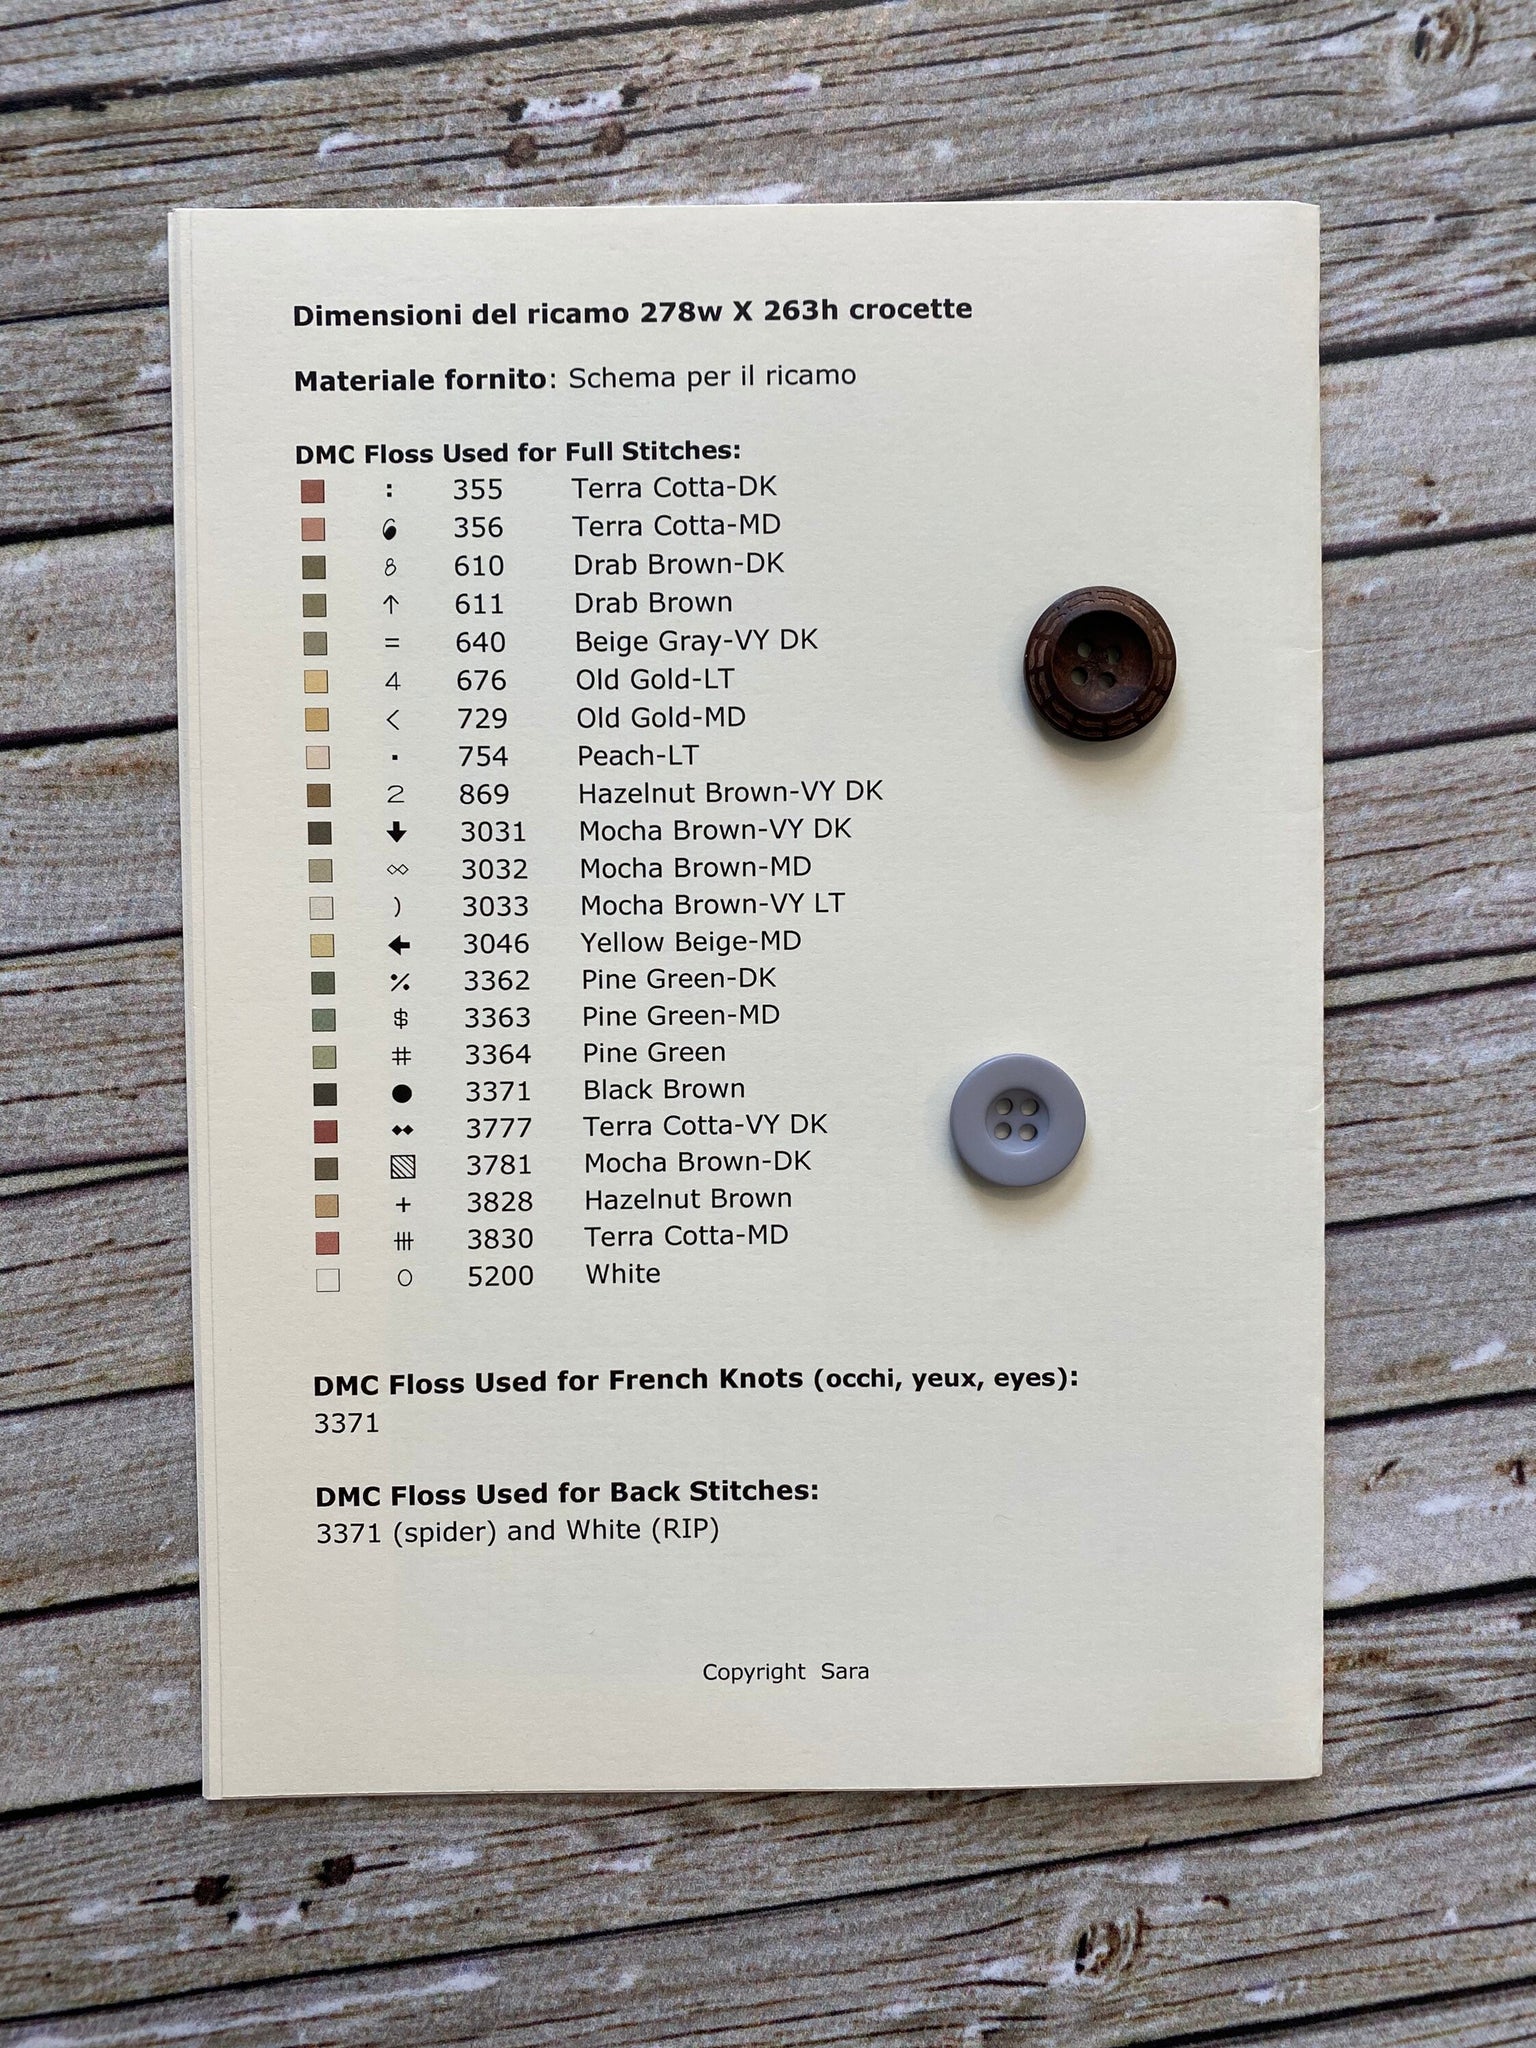 Dimensioni del ricamo 278w X 263h crocette
Materiale fornito: Schema per il ricamo
DMC Floss Used for Full Stitches:
: 355 Terra Cotta-DK
356 Terra Cotta-MD
8 610 Drab Brown-DK
↑ 611 Drab Brown
= 640 Beige Gray-VY DK
4 676 Old Gold-LT
< 729 Old Gold-MD
▪ 754 Peach-LT
2 869 Hazelnut Brown-VY DK
🡇 3031 Mocha Brown-VY DK
◇◇ 3032 Mocha Brown-MD
) 3033 Mocha Brown-VY LT
🡄 3046 Yellow Beige-MD
⁒ 3362 Pine Green-DK
$ 3363 Pine Green-MD
# 3364 Pine Green
● 3371 Black Brown
◆◆ 3777 Terra Cotta-VY DK
▧ 3781 Mocha Brown-DK
+ 3828 Hazelnut Brown
卌 3830 Terra Cotta-MD
O 5200 White
DMC Floss Used for French Knots (occhi, yeux, eyes):
3371
DMC Floss Used for Back Stitches:
3371 (spider) and White (RIP)
Copyright Sara